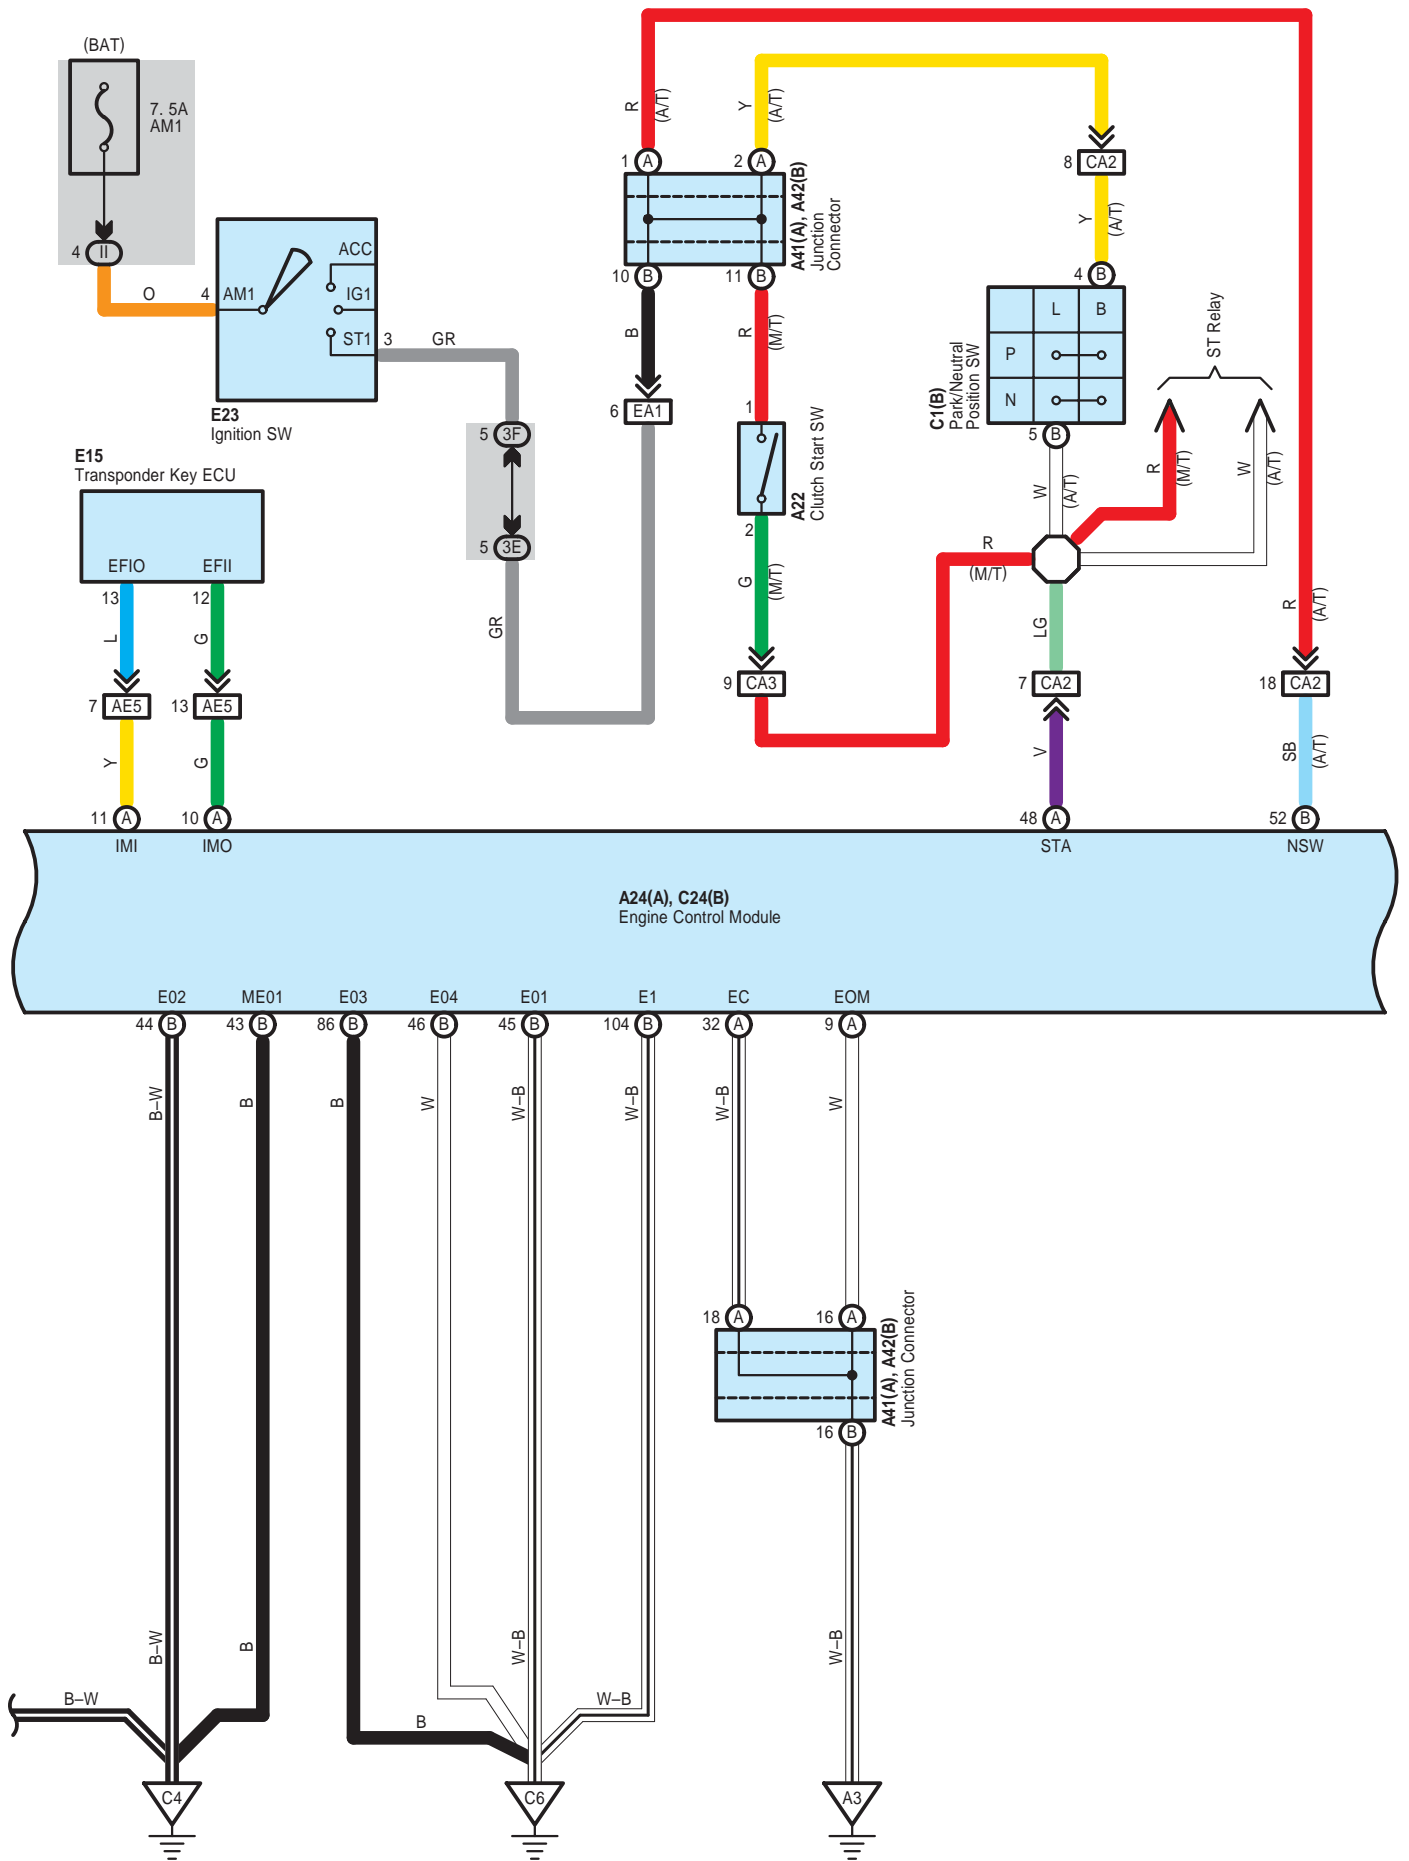 (BAT)
7. 5A
AM1
4 II
O
4 AM1
ACC
IG1
ST1
3
GR
E23
Ignition SW
E15
Transponder Key ECU
EFIO
EFII
13
12
L
G
7 AE5
13 AE5
Y
G
11 A
10 A
IMI
IMO
5 3F
5 3E
GR
R
(A/T)
Y
(A/T)
1 A
2 A
A41(A), A42(B)
Junction
Connector
10 B
11 B
B
R
(M/T)
6 EA1
1
A22
Clutch Start SW
2
G
(M/T)
9 CA3
8 CA2
Y
(A/T)
4 B
L
B
P
N
C1(B)
Park/Neutral
Position SW
5 B
W
(A/T)
ST Relay
R
(M/T)
W
(A/T)
R
(M/T)
LG
7 CA2
V
R
(A/T)
18 CA2
SB
(A/T)
48 A
52 B
STA
NSW
A24(A), C24(B)
Engine Control Module
E02
ME01
E03
E04
E01
E1
EC
EOM
44 B
43 B
86 B
46 B
45 B
104 B
32 A
9 A
B–W
B
B
W
W–B
W–B
W–B
W
18 A
16 A
A41(A), A42(B)
Junction Connector
16 B
B–W
B
W–B
W–B
B–W
W–B
B
C4
C6
A3